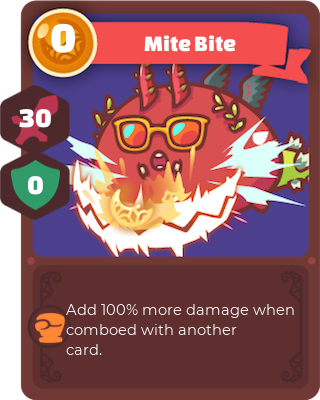 0
Mite Bite
30
0
Add 100% more damage when
comboed with another
card.